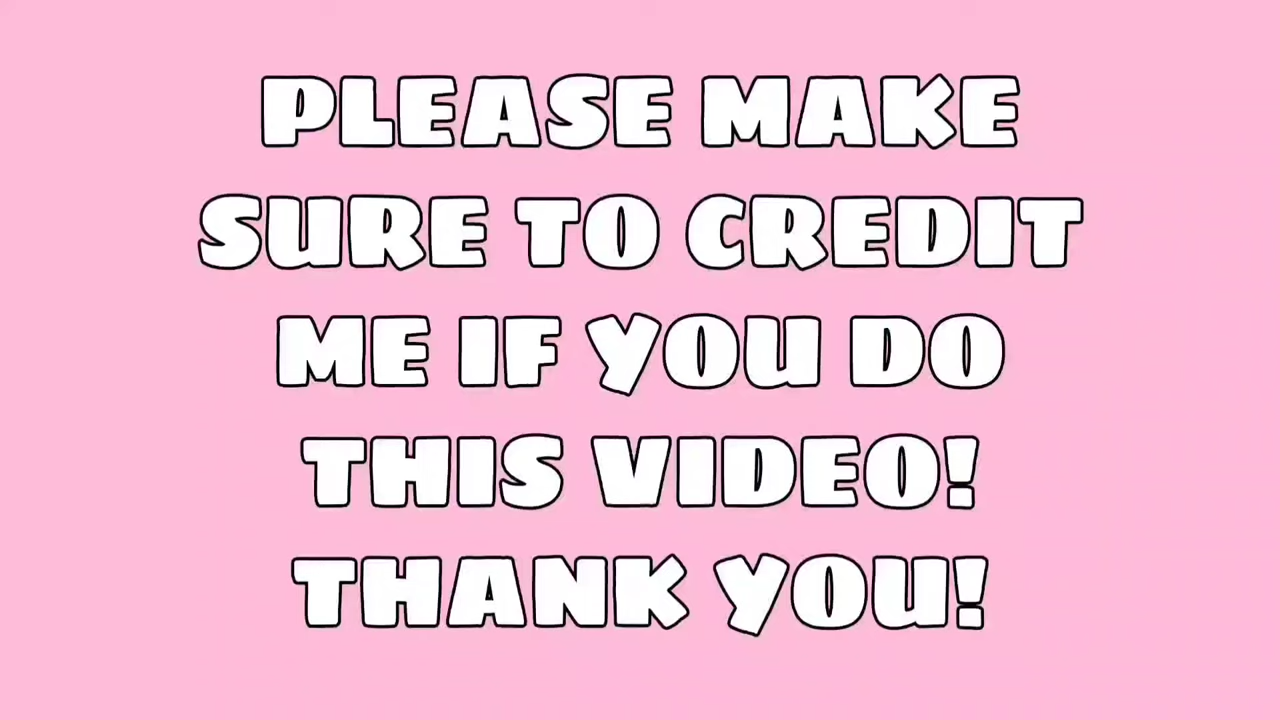 PLEASE MAKE
SURE TO CREDIT
ME IF YOU DO
THIS VIDEO!
THANK YOU!